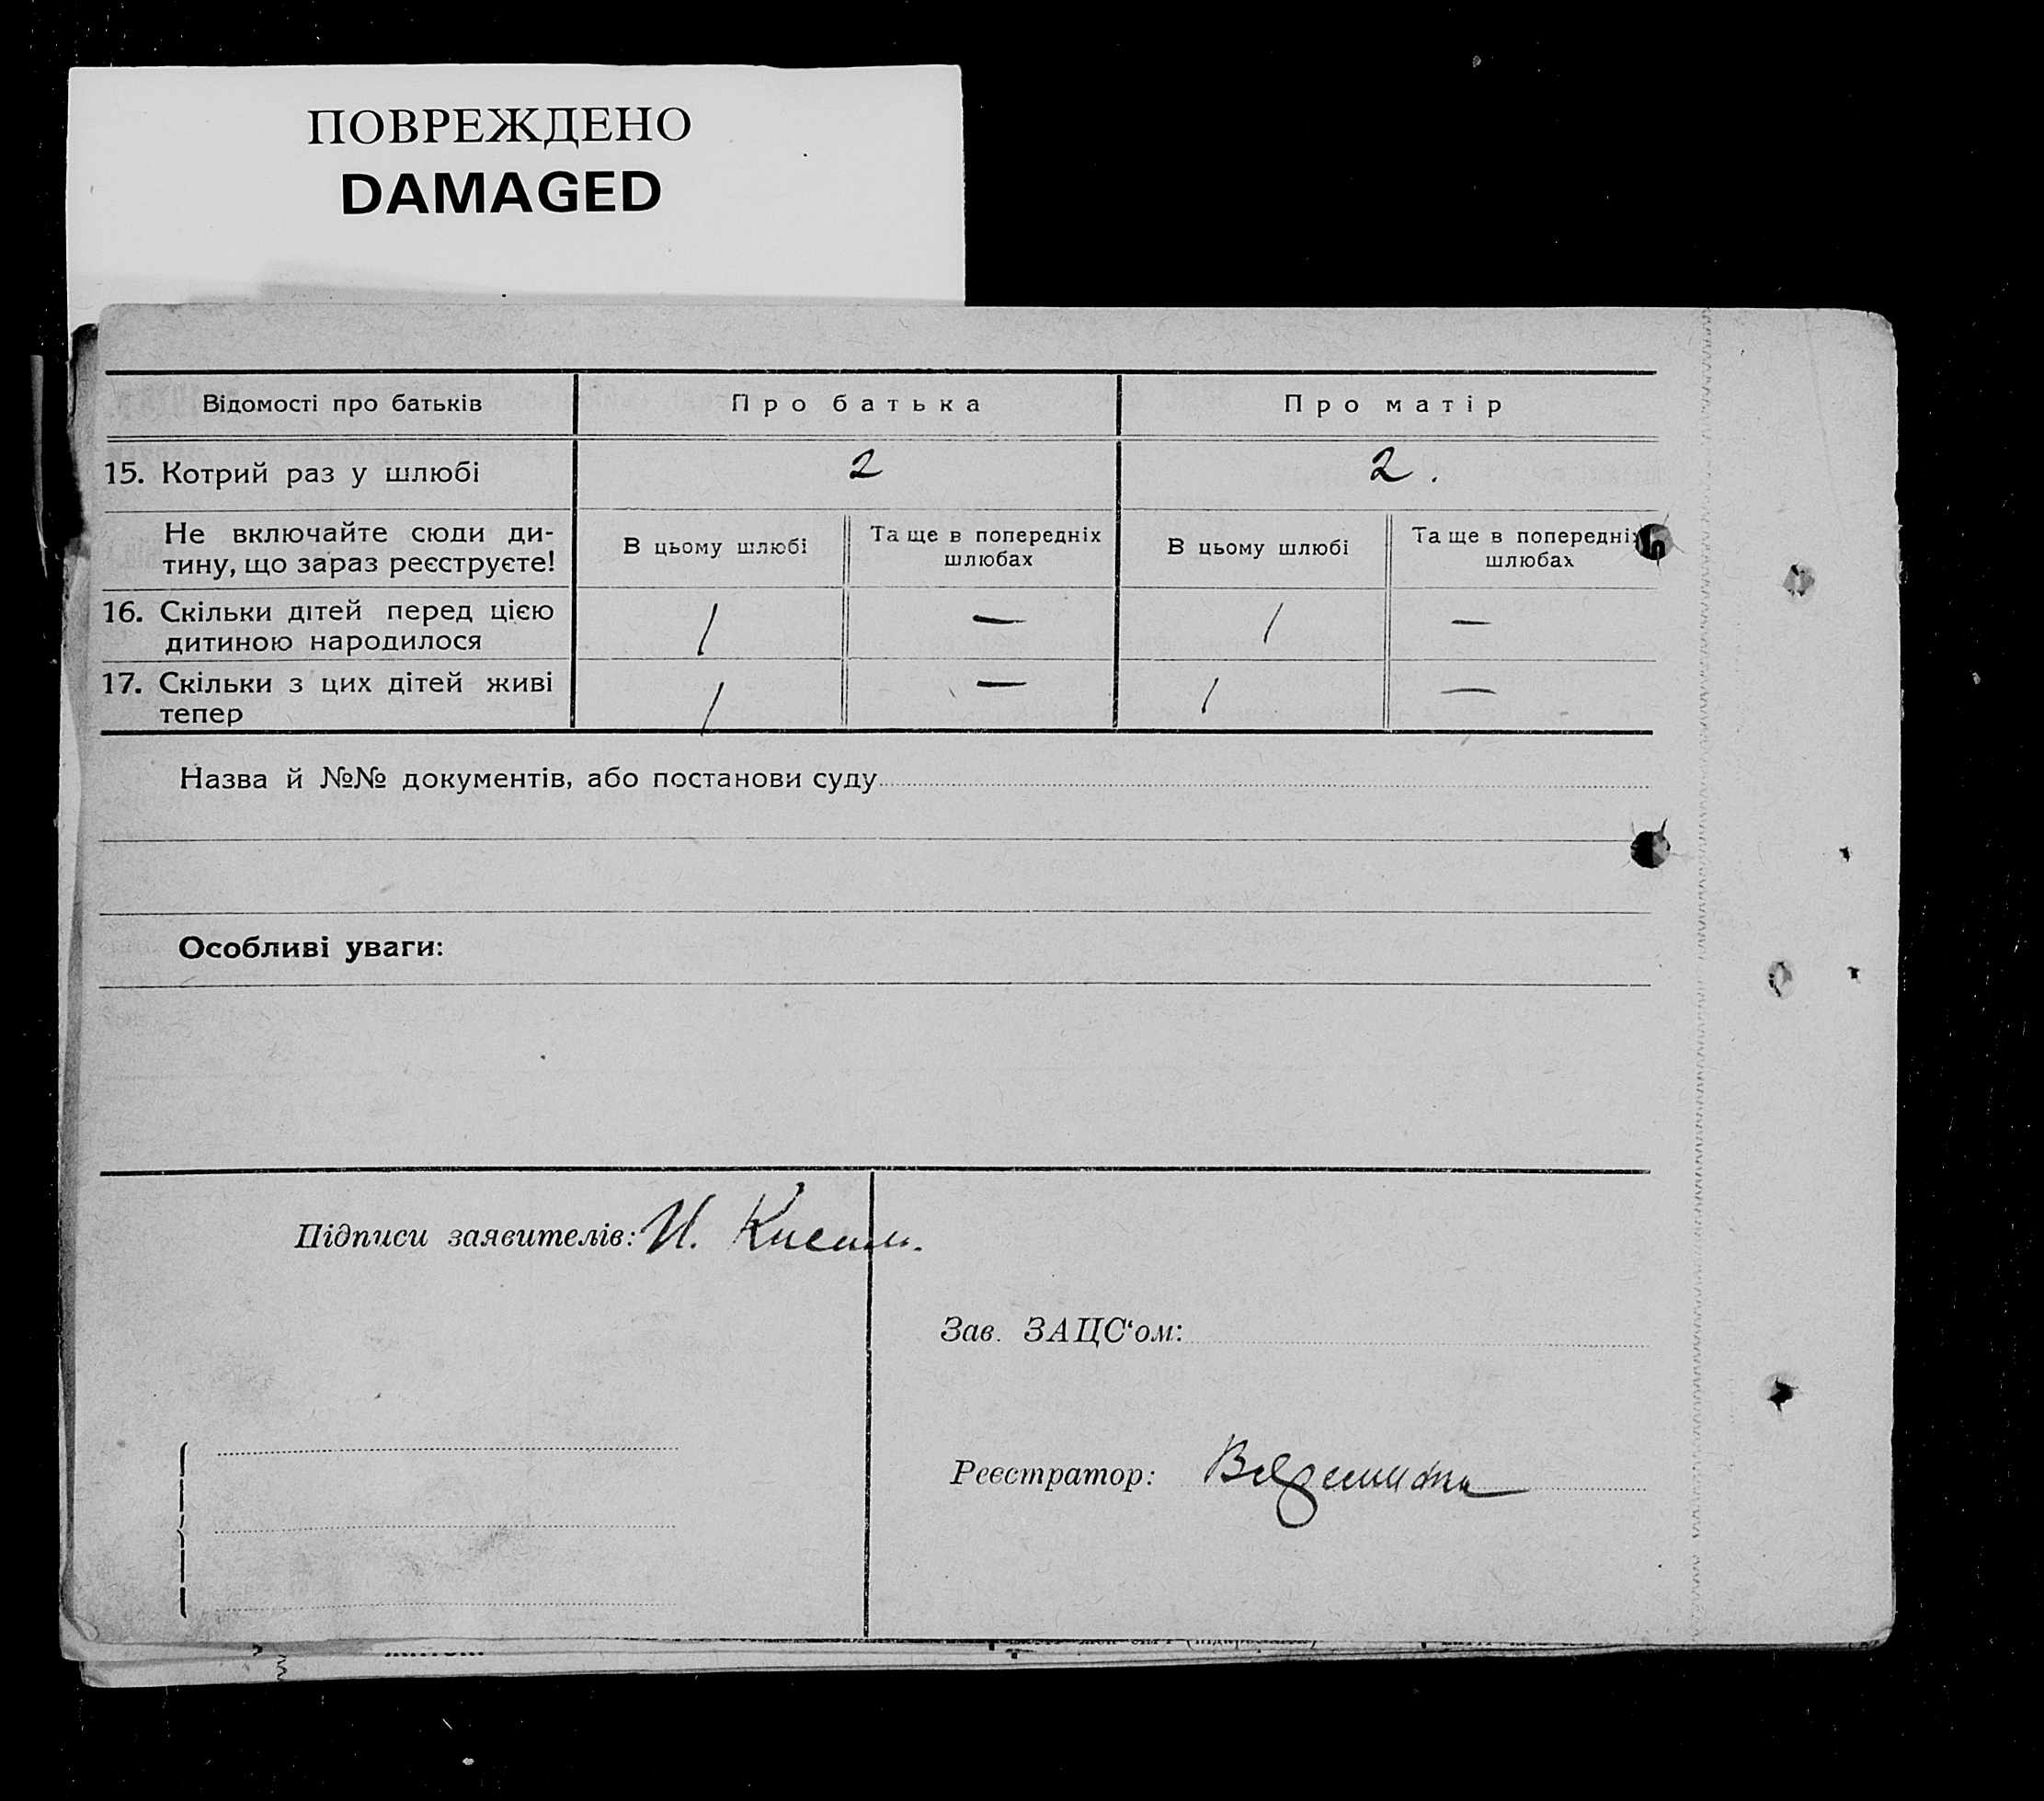 ПОВРЕЖДЕНО
DAMAGED
Відомості про батьків Про батька Про матір
15. Котрий раз у шлюбі 2 2.
Не включайте сюди ди-
тину, що зараз реєструєте!
В цьому шлюбі
Та ще в попередніх
шлюбах
В цьому шлюбі
Та ще в попередніх
шлюбах
16. Скільки дітей перед цією
дитиною народилося
1 — 1 —
17. Скільки з цих дітей живі
тепер
1 — 1 —
Назва й №№ документів, або постанови суду
Особливі уваги:
Підписи заявителів: И.
Зав. ЗАЦС‘ом:
Реєстратор: